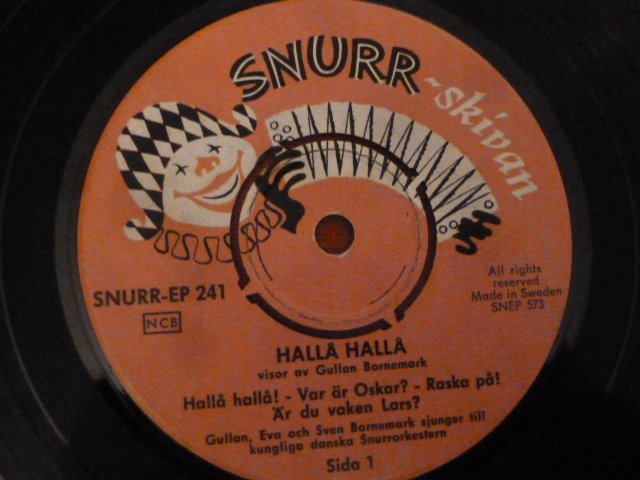 SNURR
-skivan
SNURR-EP 241
NCB
All rights
reserved
Made in Sweden
SNEP 573
HALLÅ HALLÅ
visor av Gullan Bornemark
Hallå hallå! - Var är Oskar? - Raska på!
Är du vaken Lars?
Gullan, Eva och Sven Bornemark sjunger till
kungliga danska Snurrorkestern
Sida 1